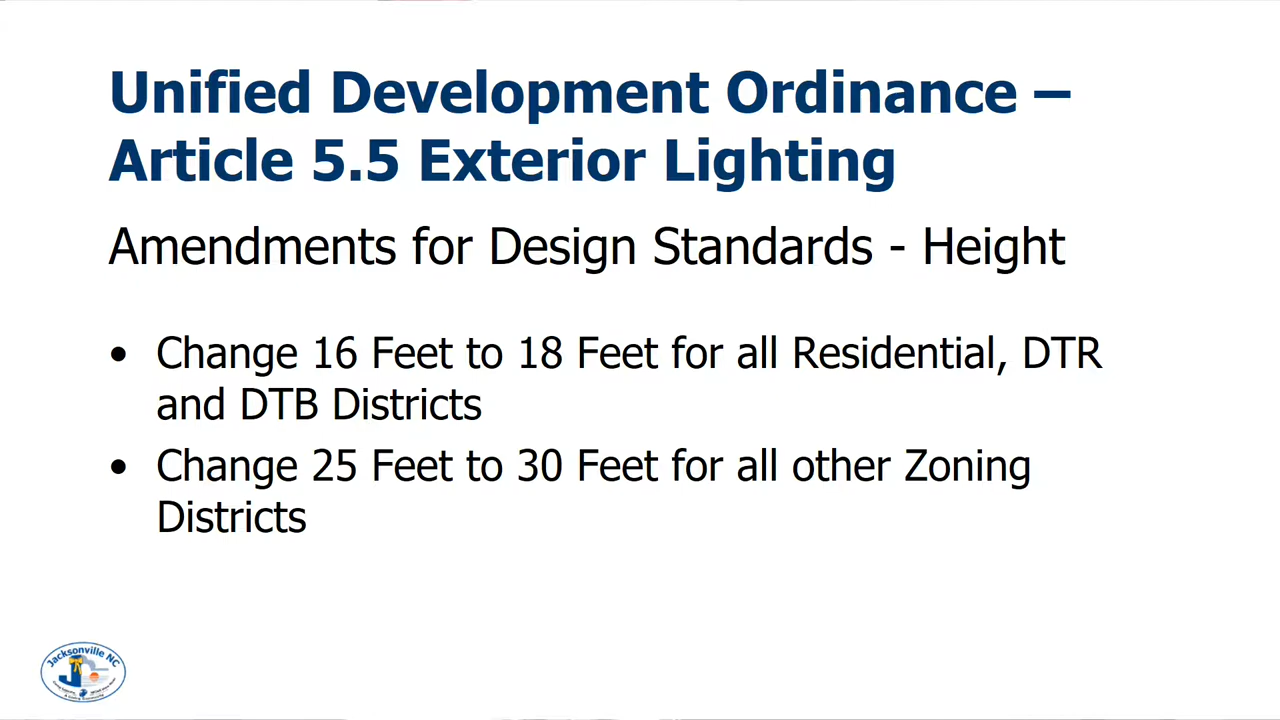 Unified Development Ordinance –
Article 5.5 Exterior Lighting
Amendments for Design Standards - Height
• Change 16 Feet to 18 Feet for all Residential, DTR
and DTB Districts
• Change 25 Feet to 30 Feet for all other Zoning
Districts
Jacksonville NC